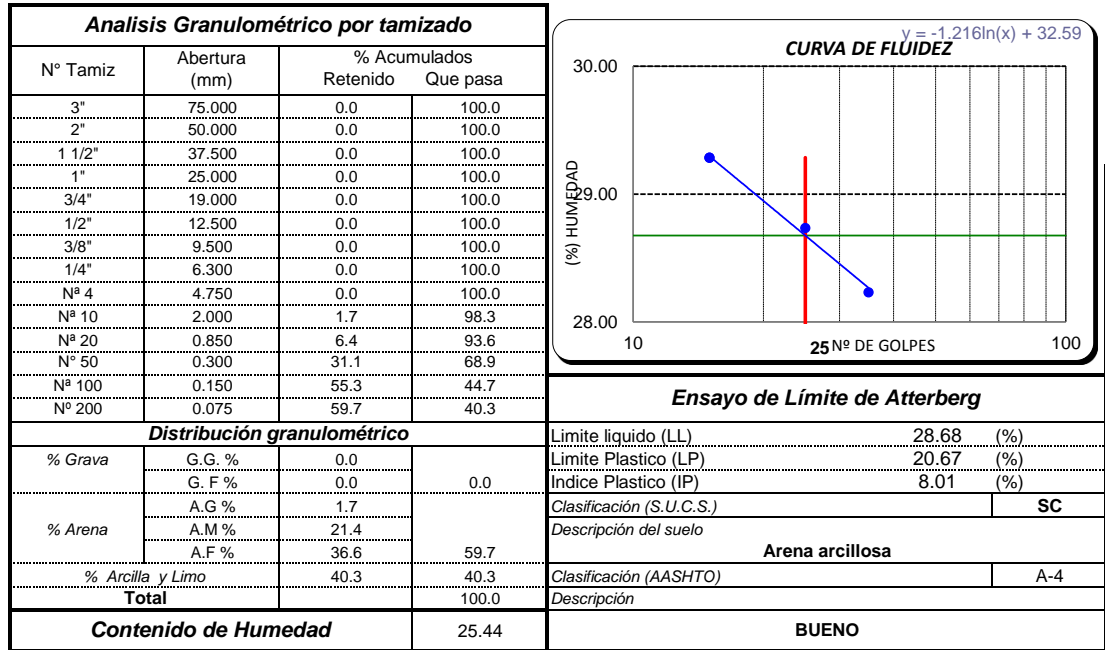 Analisis Granulométrico por tamizado
N° Tamiz Abertura (mm) % Acumulados
Retenido Que pasa
3" 75.000 0.0 100.0
2" 50.000 0.0 100.0
1 1/2" 37.500 0.0 100.0
1" 25.000 0.0 100.0
3/4" 19.000 0.0 100.0
1/2" 12.500 0.0 100.0
3/8" 9.500 0.0 100.0
1/4" 6.300 0.0 100.0
Nª 4 4.750 0.0 100.0
Nª 10 2.000 1.7 98.3
Nª 20 0.850 6.4 93.6
N° 50 0.300 31.1 68.9
Nª 100 0.150 55.3 44.7
Nº 200 0.075 59.7 40.3
Distribución granulométrico
% Grava G.G. % 0.0
G. F % 0.0 0.0
A.G % 1.7
% Arena A.M % 21.4
A.F % 36.6 59.7
% Arcilla y Limo 40.3 40.3
Total 100.0
Contenido de Humedad 25.44
y = -1.216ln(x) + 32.59
CURVA DE FLUIDEZ
30.00
29.00
28.00
(%) HUMEDAD
10 25 Nº DE GOLPES 100
Ensayo de Límite de Atterberg
Limite liquido (LL) 28.68 (%)
Limite Plastico (LP) 20.67 (%)
Indice Plastico (IP) 8.01 (%)
Clasificación (S.U.C.S.) SC
Descripción del suelo
Arena arcillosa
Clasificación (AASHTO) A-4
Descripción
BUENO